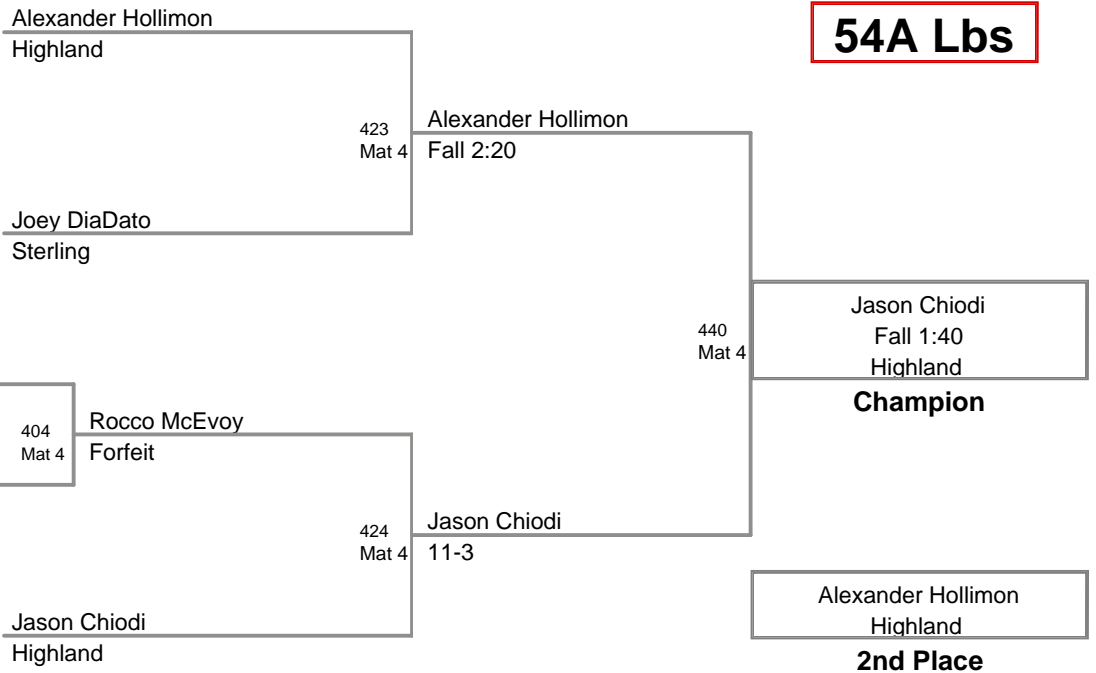 Alexander Hollimon
Highland
54A Lbs
423
Mat 4
Alexander Hollimon
Fall 2:20
Joey DiaDato
Sterling
440
Mat 4
Jason Chiodi
Fall 1:40
Highland
Champion
404
Mat 4
Rocco McEvoy
Forfeit
424
Mat 4
Jason Chiodi
11-3
Jason Chiodi
Highland
Alexander Hollimon
Highland
2nd Place